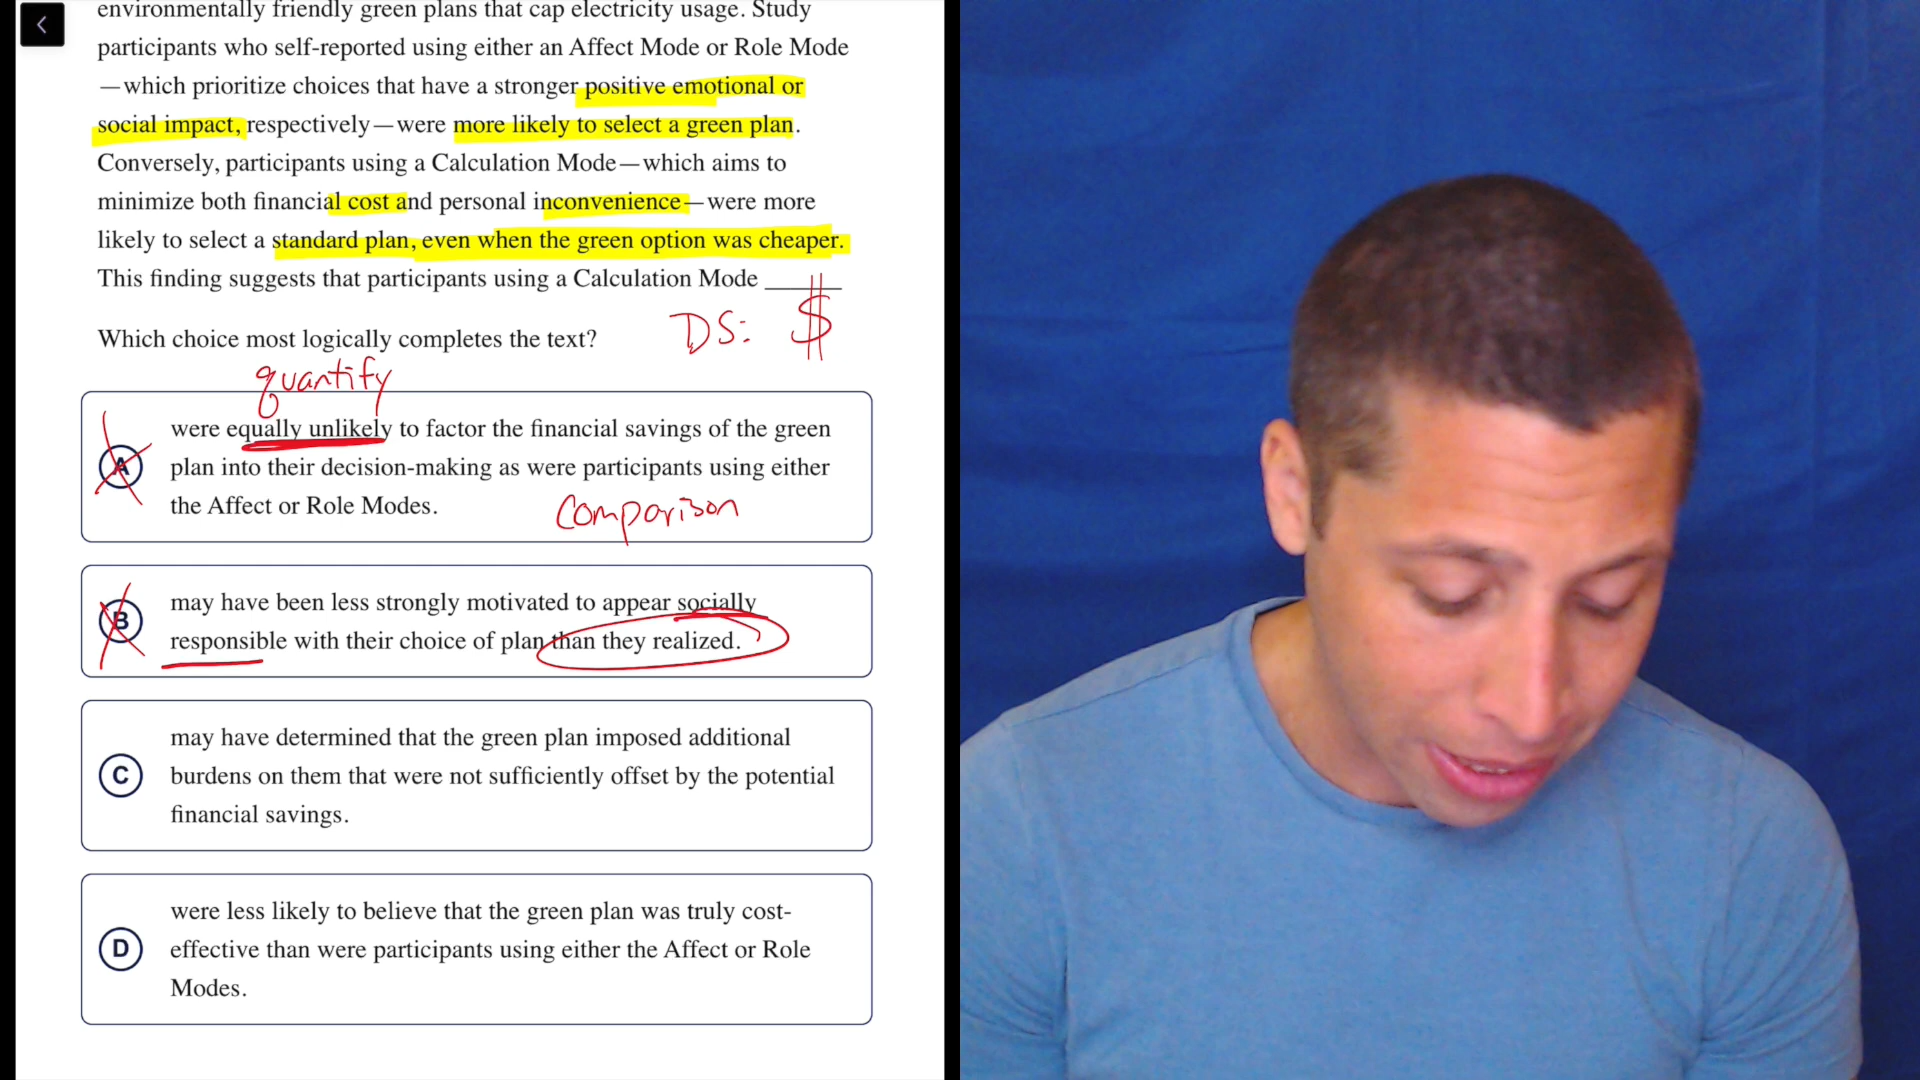 environmentally friendly green plans that cap electricity usage. Study
participants who self-reported using either an Affect Mode or Role Mode
—which prioritize choices that have a stronger positive emotional or
social impact, respectively—were more likely to select a green plan.
Conversely, participants using a Calculation Mode—which aims to
minimize both financial cost and personal inconvenience—were more
likely to select a standard plan, even when the green option was cheaper.
This finding suggests that participants using a Calculation Mode ______
DS: $
Which choice most logically completes the text?
quantify
A
were equally unlikely to factor the financial savings of the green
plan into their decision-making as were participants using either
the Affect or Role Modes.
Comparison
B
may have been less strongly motivated to appear socially
responsible with their choice of plan than they realized.
C
may have determined that the green plan imposed additional
burdens on them that were not sufficiently offset by the potential
financial savings.
D
were less likely to believe that the green plan was truly cost-
effective than were participants using either the Affect or Role
Modes.